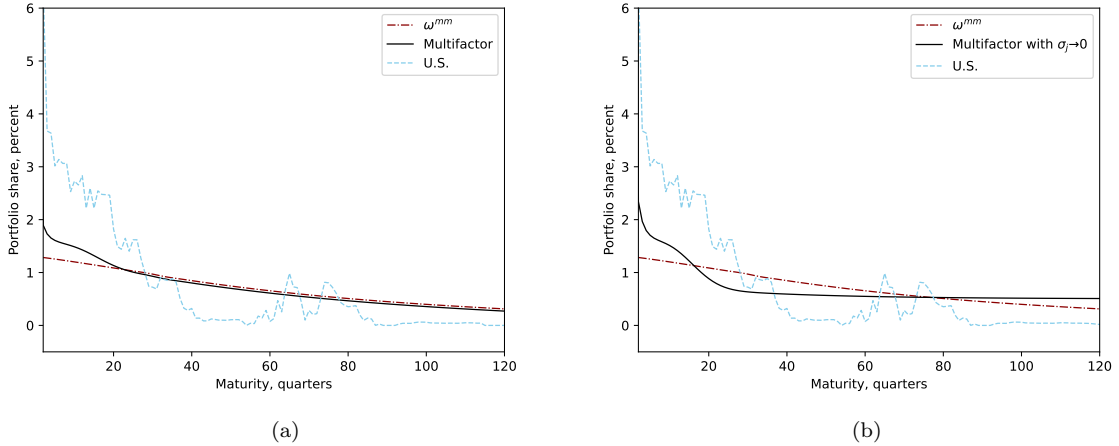 6
5
4
3
2
1
0
Portfolio share, percent
ω^mm
Multifactor
U.S.
20 40 60 80 100 120
Maturity, quarters
(a)
6
5
4
3
2
1
0
Portfolio share, percent
ω^mm
Multifactor with σ_j→0
U.S.
20 40 60 80 100 120
Maturity, quarters
(b)